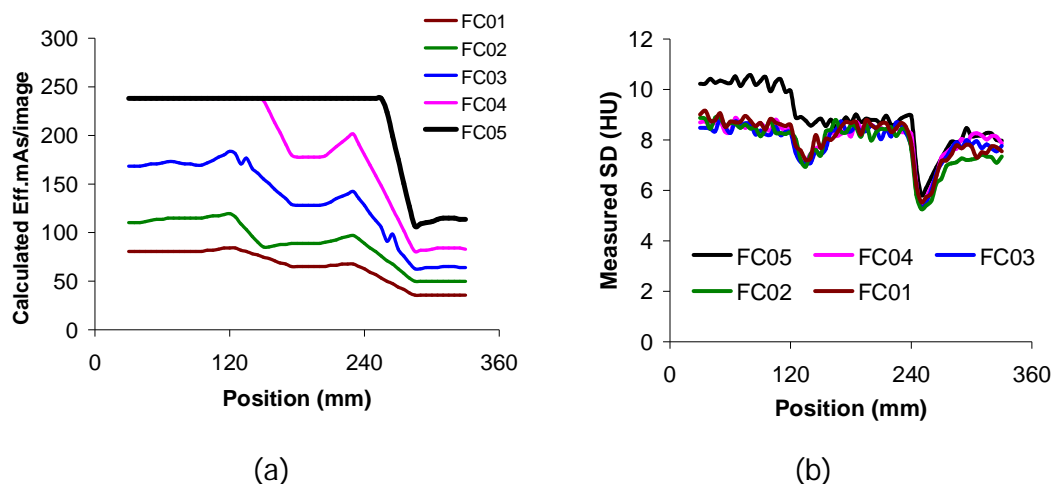 Calculated Eff.mAs/image
300
250
200
150
100
50
0
0 120 240 360
Position (mm)
FC01
FC02
FC03
FC04
FC05
(a)
Measured SD (HU)
12
10
8
6
4
2
0
FC05 FC04 FC03
FC02 FC01
0 120 240 360
Position (mm)
(b)